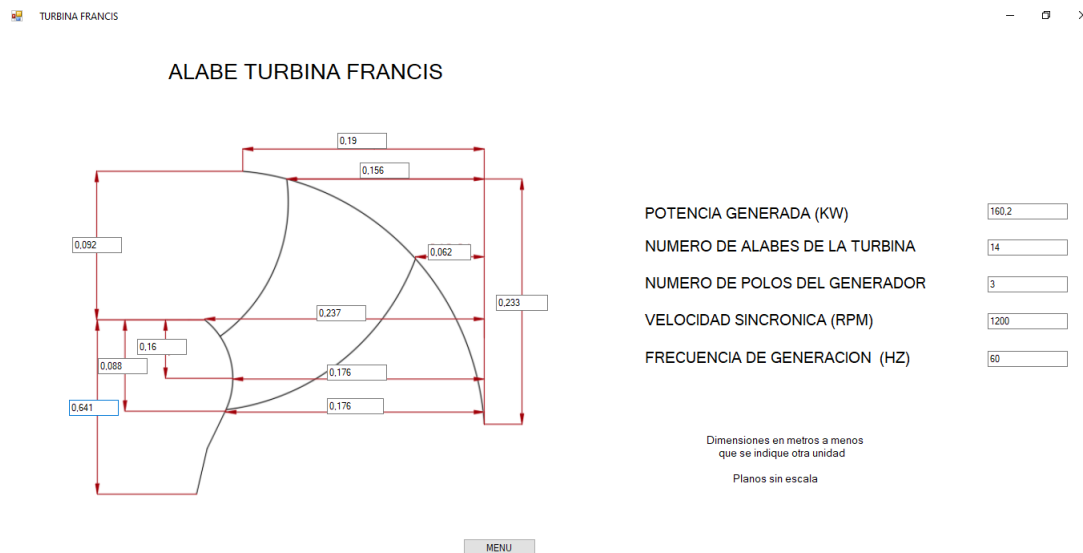 TURBINA FRANCIS
ALABE TURBINA FRANCIS
0,19
0,156
0,092
0,062
0,233
0,237
0,16
0,088
0,176
0,641
0,176
POTENCIA GENERADA (KW)
160,2
NUMERO DE ALABES DE LA TURBINA
14
NUMERO DE POLOS DEL GENERADOR
3
VELOCIDAD SINCRONICA (RPM)
1200
FRECUENCIA DE GENERACION (HZ)
60
Dimensiones en metros a menos
que se indique otra unidad
Planos sin escala
MENU